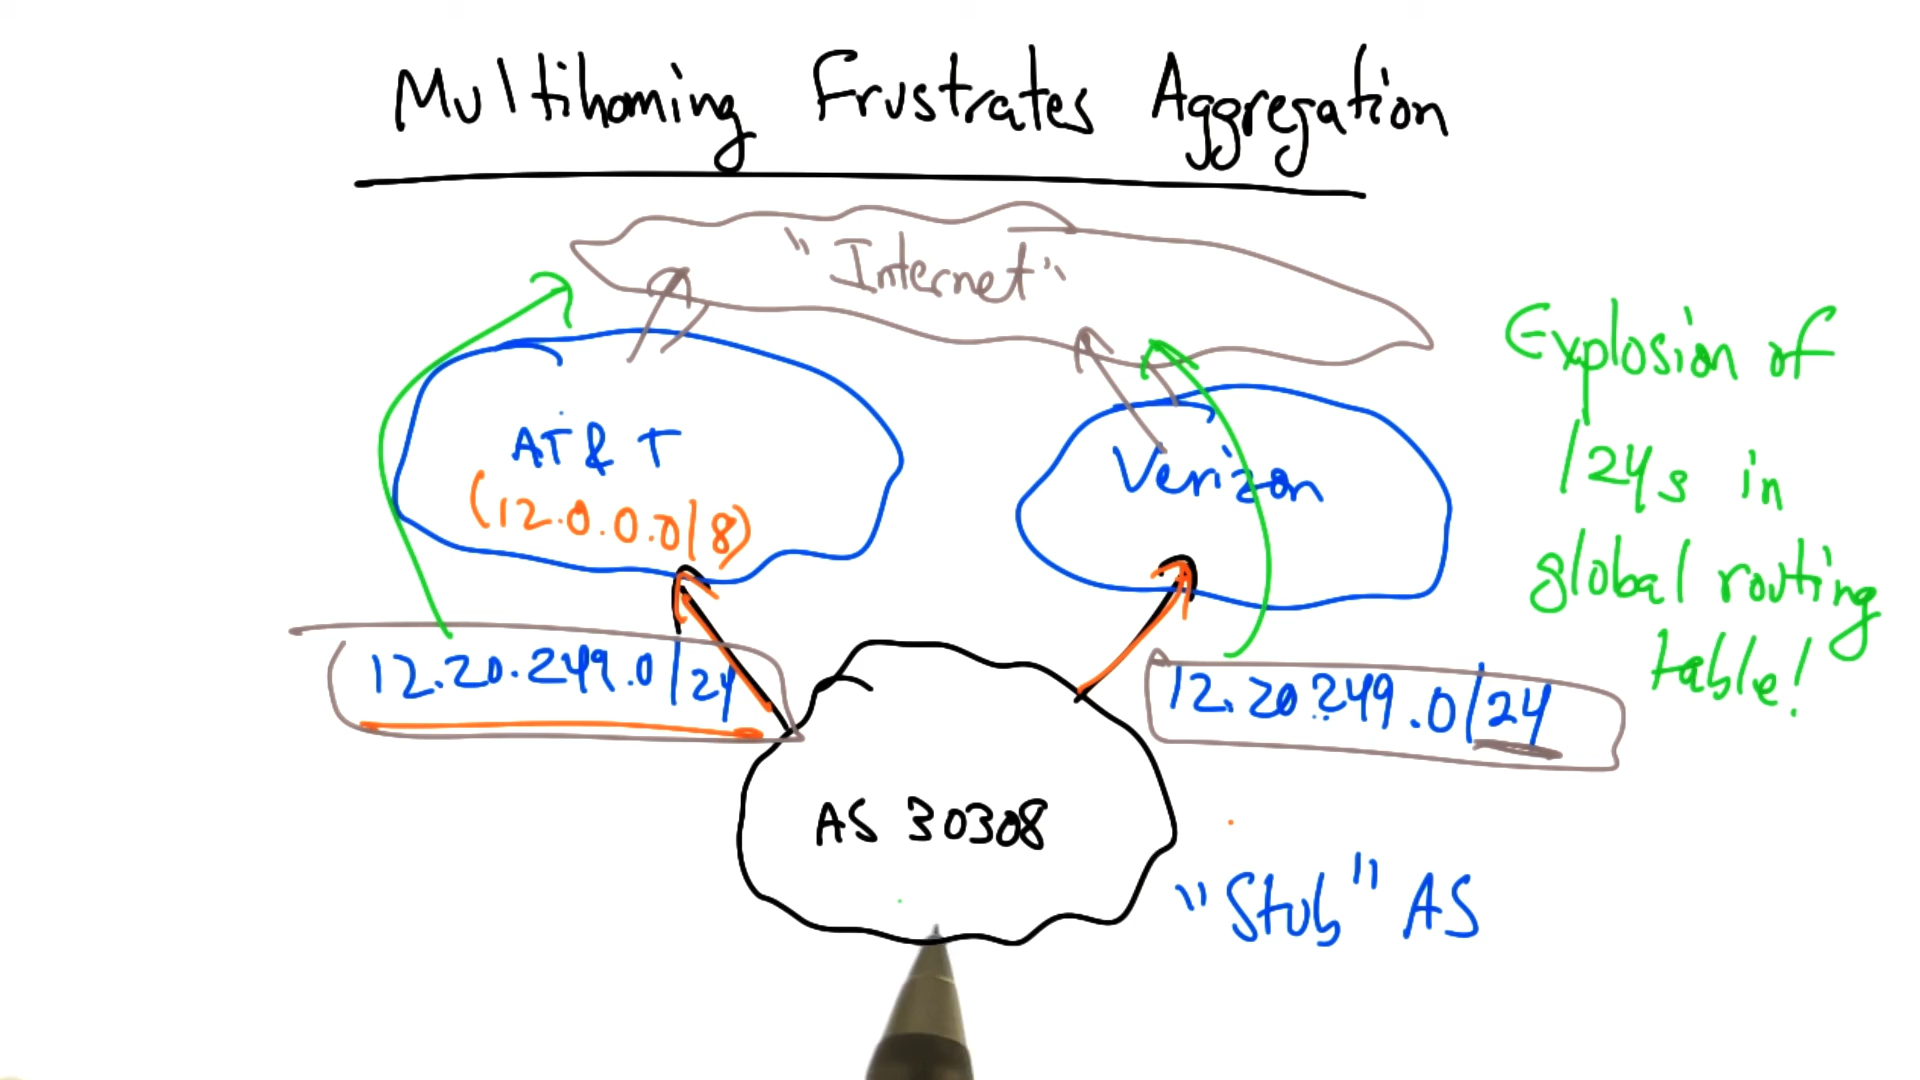 Multihoming Frustrates Aggregation
"Internet"
AT&T
(12.0.0.0/8)
Verizon
Explosion of
/24s in
global routing
table!
12.20.249.0/24
12.20.249.0/24
AS 30308
"Stub" AS